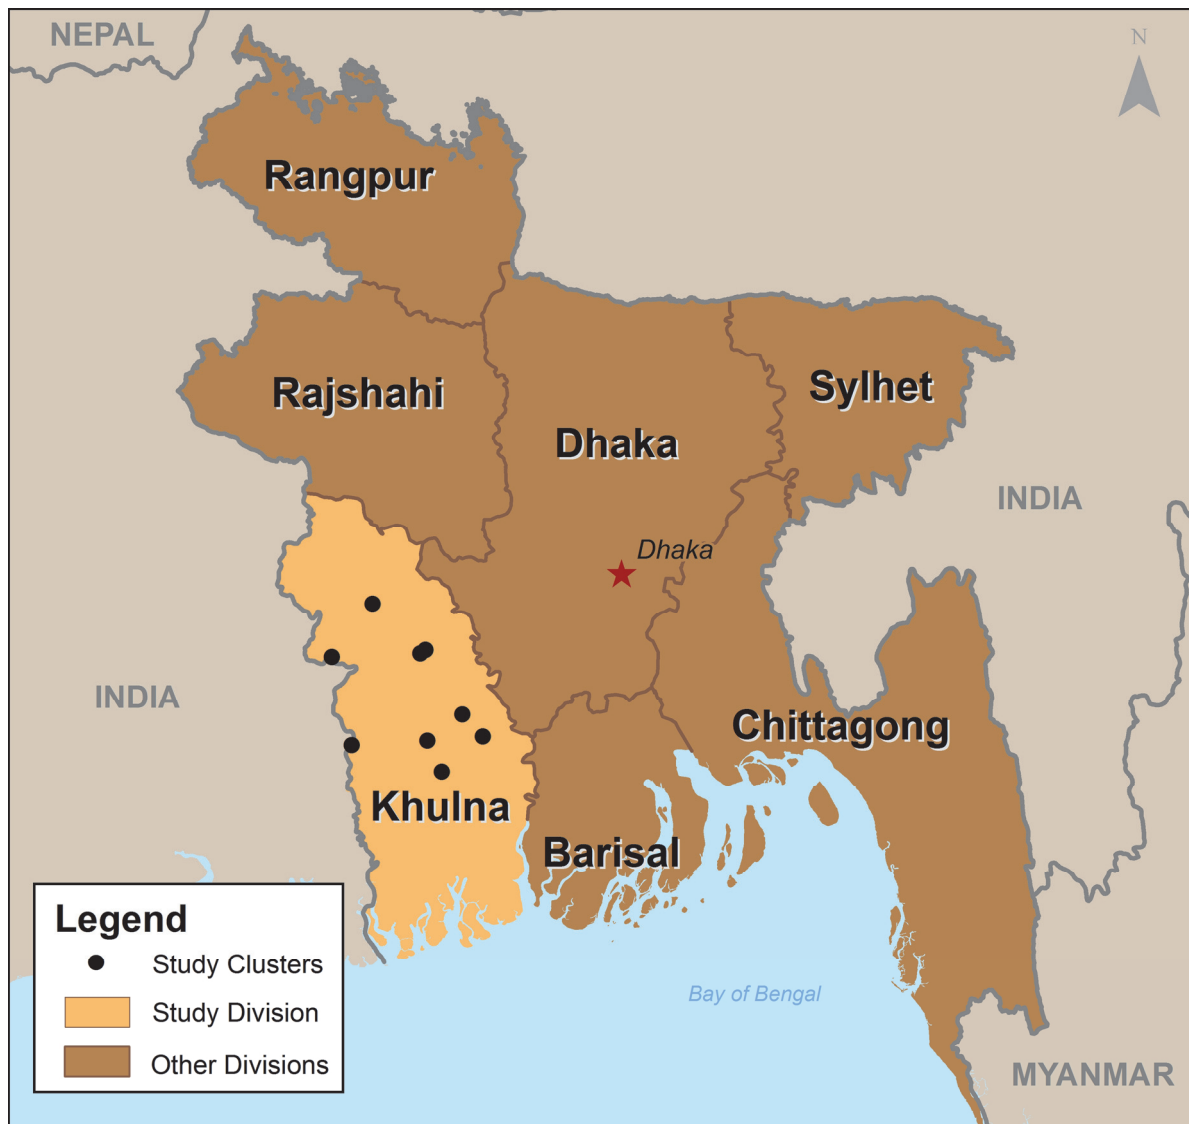 NEPAL
N
Rangpur
Rajshahi
Sylhet
Dhaka
INDIA
Dhaka
INDIA
Chittagong
Khulna
Barisal
Legend
Study Clusters
Study Division
Other Divisions
Bay of Bengal
MYANMAR